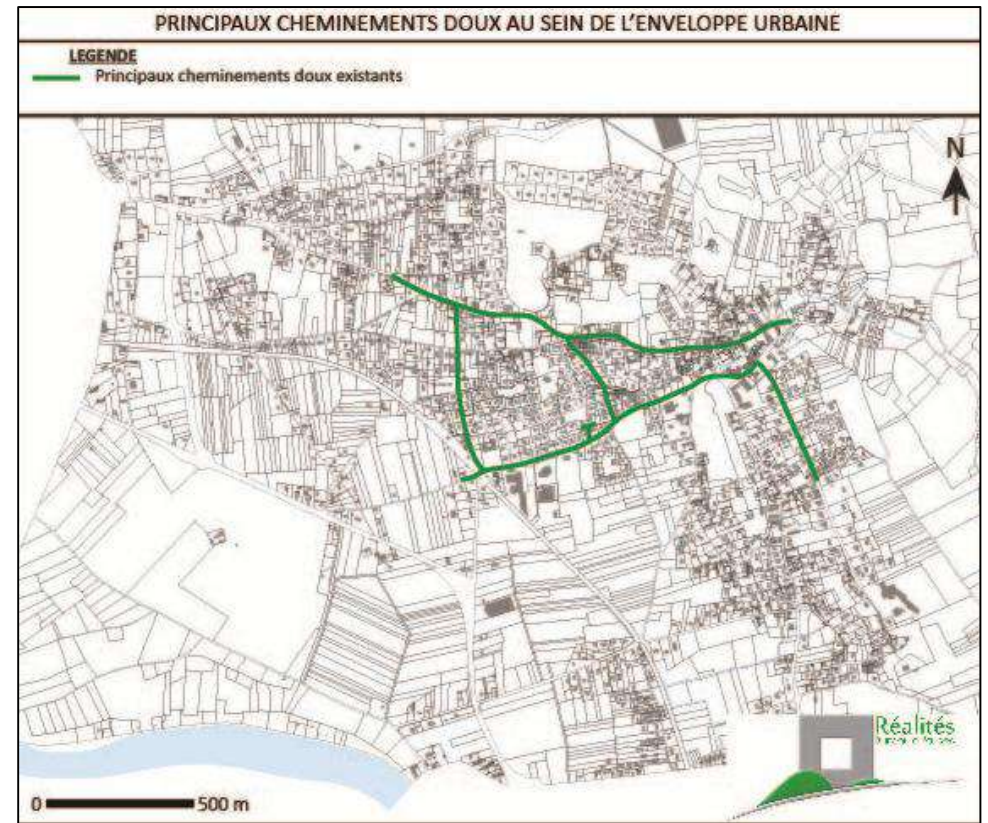 PRINCIPAUX CHEMINEMENTS DOUX AU SEIN DE L'ENVELOPPE URBAINE
LEGENDE
Principaux cheminements doux existants
N
Réalités
0 500 m